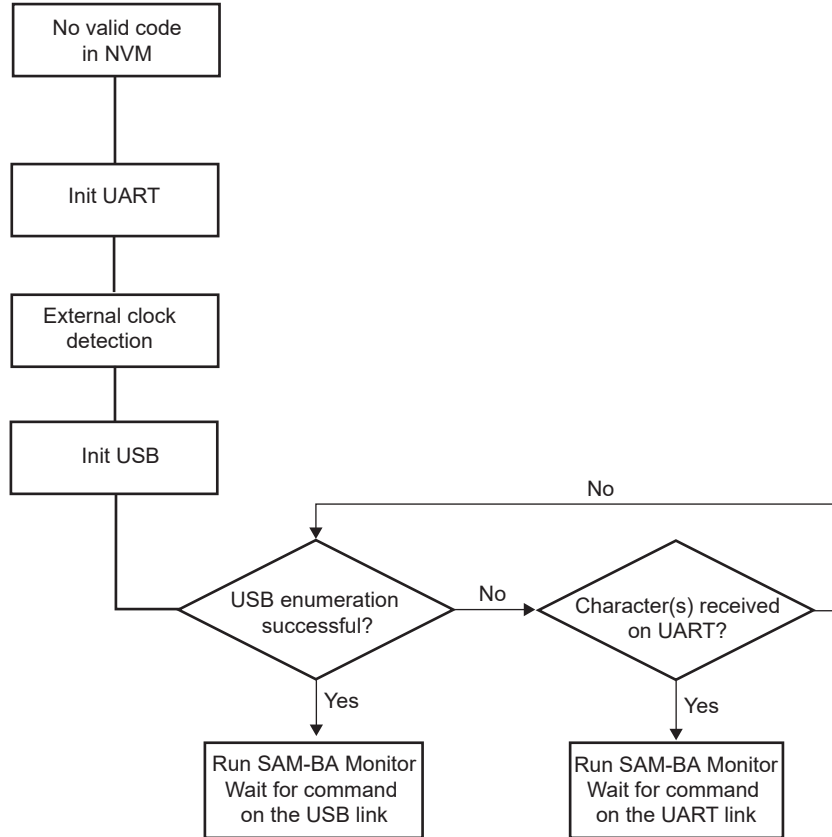 No valid code
in NVM
Init UART
External clock
detection
Init USB
No
USB enumeration
successful?
No
Character(s) received
on UART?
Yes
Yes
Run SAM-BA Monitor
Wait for command
on the USB link
Run SAM-BA Monitor
Wait for command
on the UART link